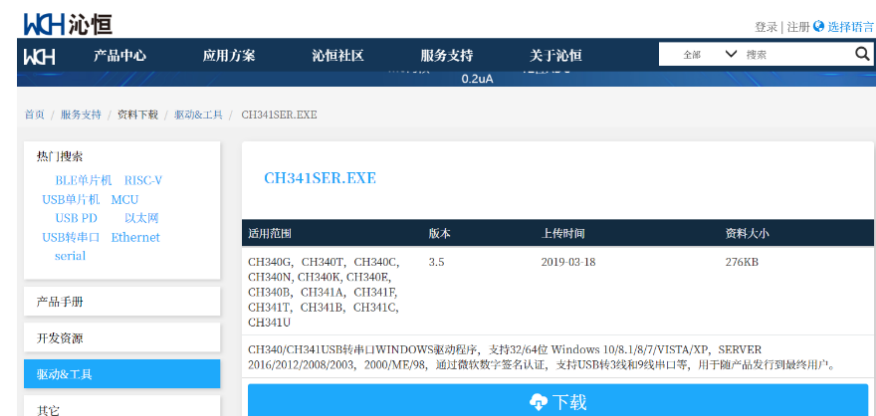 WCH沁恒
登录 | 注册 选择语言
WCH 产品中心 应用方案 沁恒社区 服务支持 关于沁恒 全部 搜索
0.2uA
首页 / 服务支持 / 资料下载 / 驱动&工具 / CH341SER.EXE
热门搜索
BLE单片机 RISC-V
USB单片机 MCU
USB PD 以太网
USB转串口 Ethernet
serial
产品手册
开发资源
驱动&工具
其它
CH341SER.EXE
适用范围 版本 上传时间 资料大小
CH340G, CH340T, CH340C, 3.5 2019-03-18 276KB
CH340N, CH340K, CH340E,
CH340B, CH341A, CH341F,
CH341T, CH341B, CH341C,
CH341U
CH340/CH341USB转串口WINDOWS驱动程序，支持32/64位 Windows 10/8.1/8/7/VISTA/XP，SERVER
2016/2012/2008/2003，2000/ME/98，通过微软数字签名认证，支持USB转3线和9线串口等，用于随产品发行到最终用户。
下载